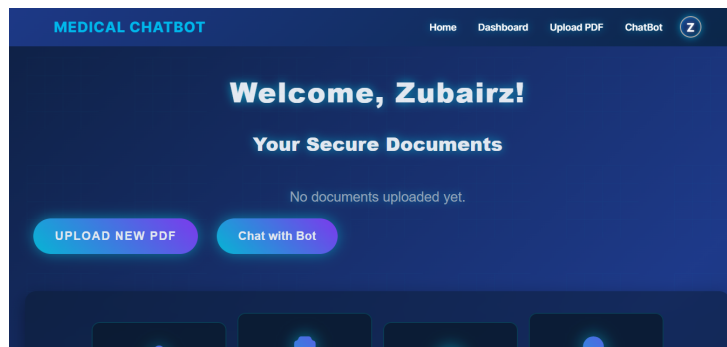 MEDICAL CHATBOT Home Dashboard Upload PDF ChatBot Z
Welcome, Zubairz!
Your Secure Documents
No documents uploaded yet.
UPLOAD NEW PDF Chat with Bot